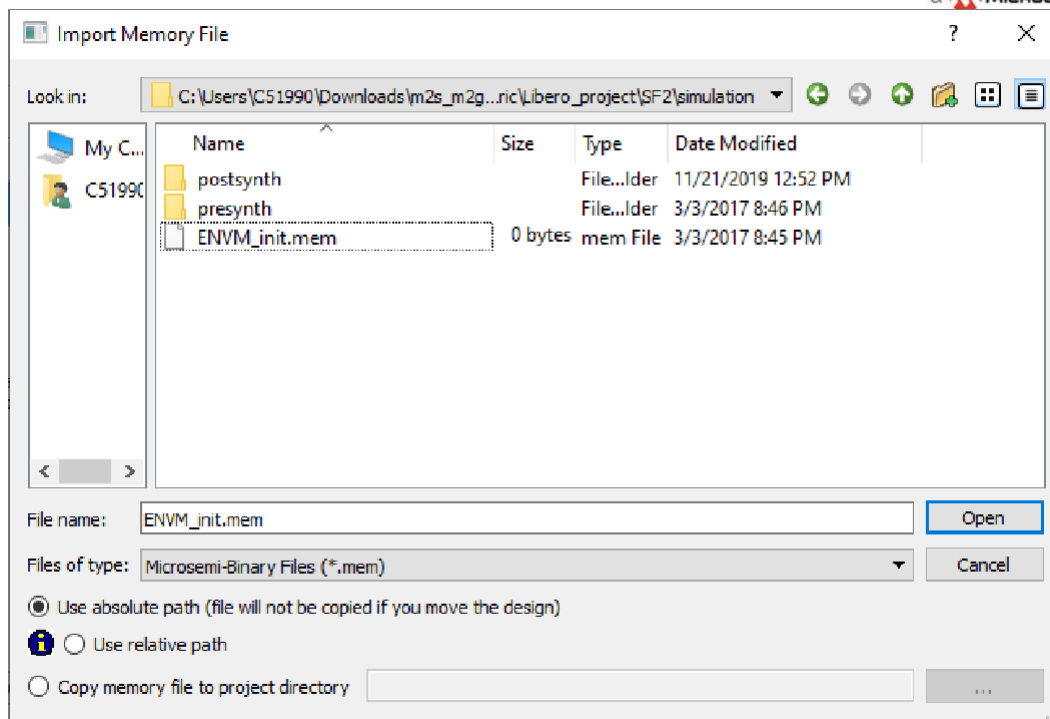 Import Memory File
?
Look in:
C:\Users\C51990\Downloads\m2s_m2g...ric\Libero_project\SF2\simulation
My C...
C5199
Name Size Type Date Modified
postsynth File...lder 11/21/2019 12:52 PM
presynth File...lder 3/3/2017 8:46 PM
ENVM_init.mem 0 bytes mem File 3/3/2017 8:45 PM
File name: ENVM_init.mem Open
Files of type: Microsemi-Binary Files (*.mem) Cancel
Use absolute path (file will not be copied if you move the design)
i Use relative path
Copy memory file to project directory ...